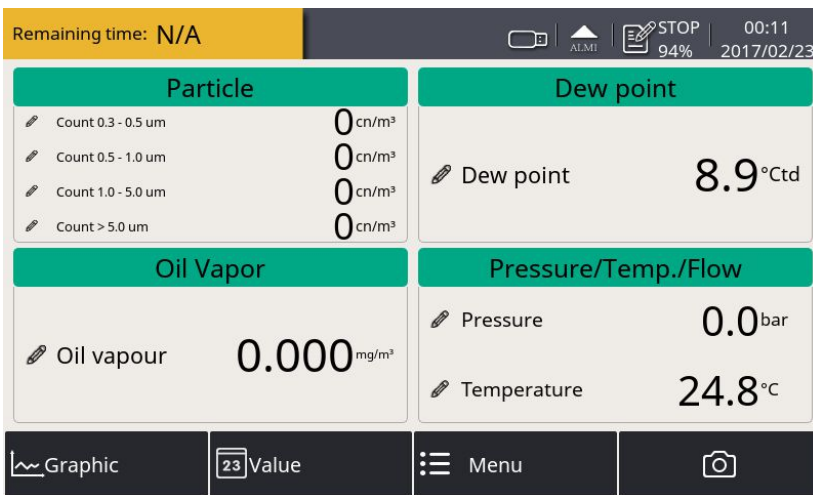 Remaining time: N/A
ALM1
STOP
94%
00:11
2017/02/23
Particle
Count 0.3 - 0.5 um 0 cn/m³
Count 0.5 - 1.0 um 0 cn/m³
Count 1.0 - 5.0 um 0 cn/m³
Count > 5.0 um 0 cn/m³
Dew point
Dew point 8.9 °Ctd
Oil Vapor
Oil vapour 0.000 mg/m³
Pressure/Temp./Flow
Pressure 0.0 bar
Temperature 24.8 °C
Graphic
23 Value
Menu